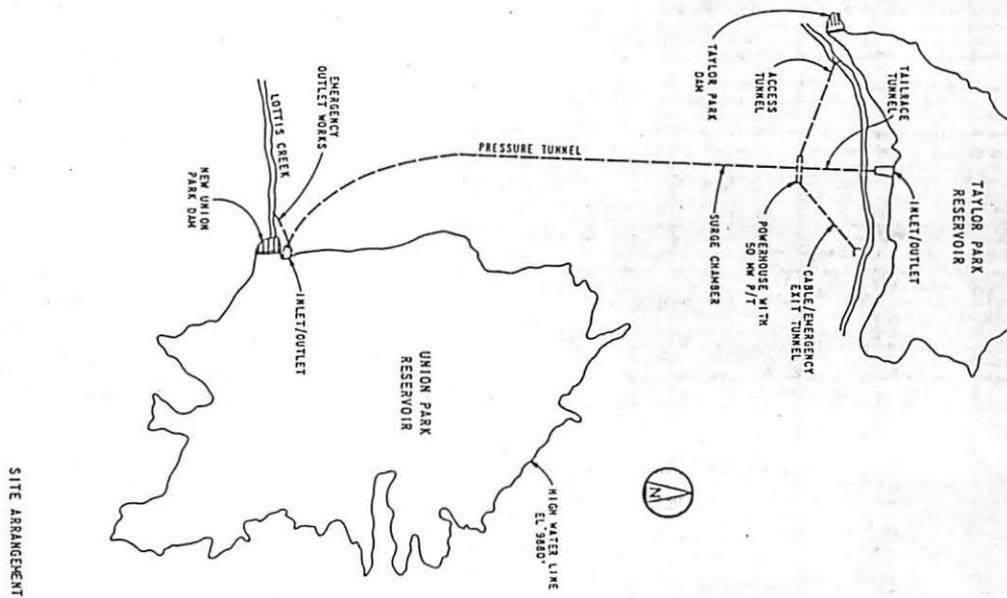 TAYLOR PARK
RESERVOIR
INLET/OUTLET
TAILRACE
TUNNEL
ACCESS
TUNNEL
TAYLOR PARK
DAM
CABLE/EMERGENCY
EXIT TUNNEL
POWERHOUSE WITH
50 MW P/T
SURGE CHAMBER
PRESSURE TUNNEL
EMERGENCY
OUTLET WORKS
LOTTIS CREEK
NEW UNION
PARK DAM
INLET/OUTLET
UNION PARK
RESERVOIR
HIGH WATER LINE
EL '9880'
N
SITE ARRANGEMENT